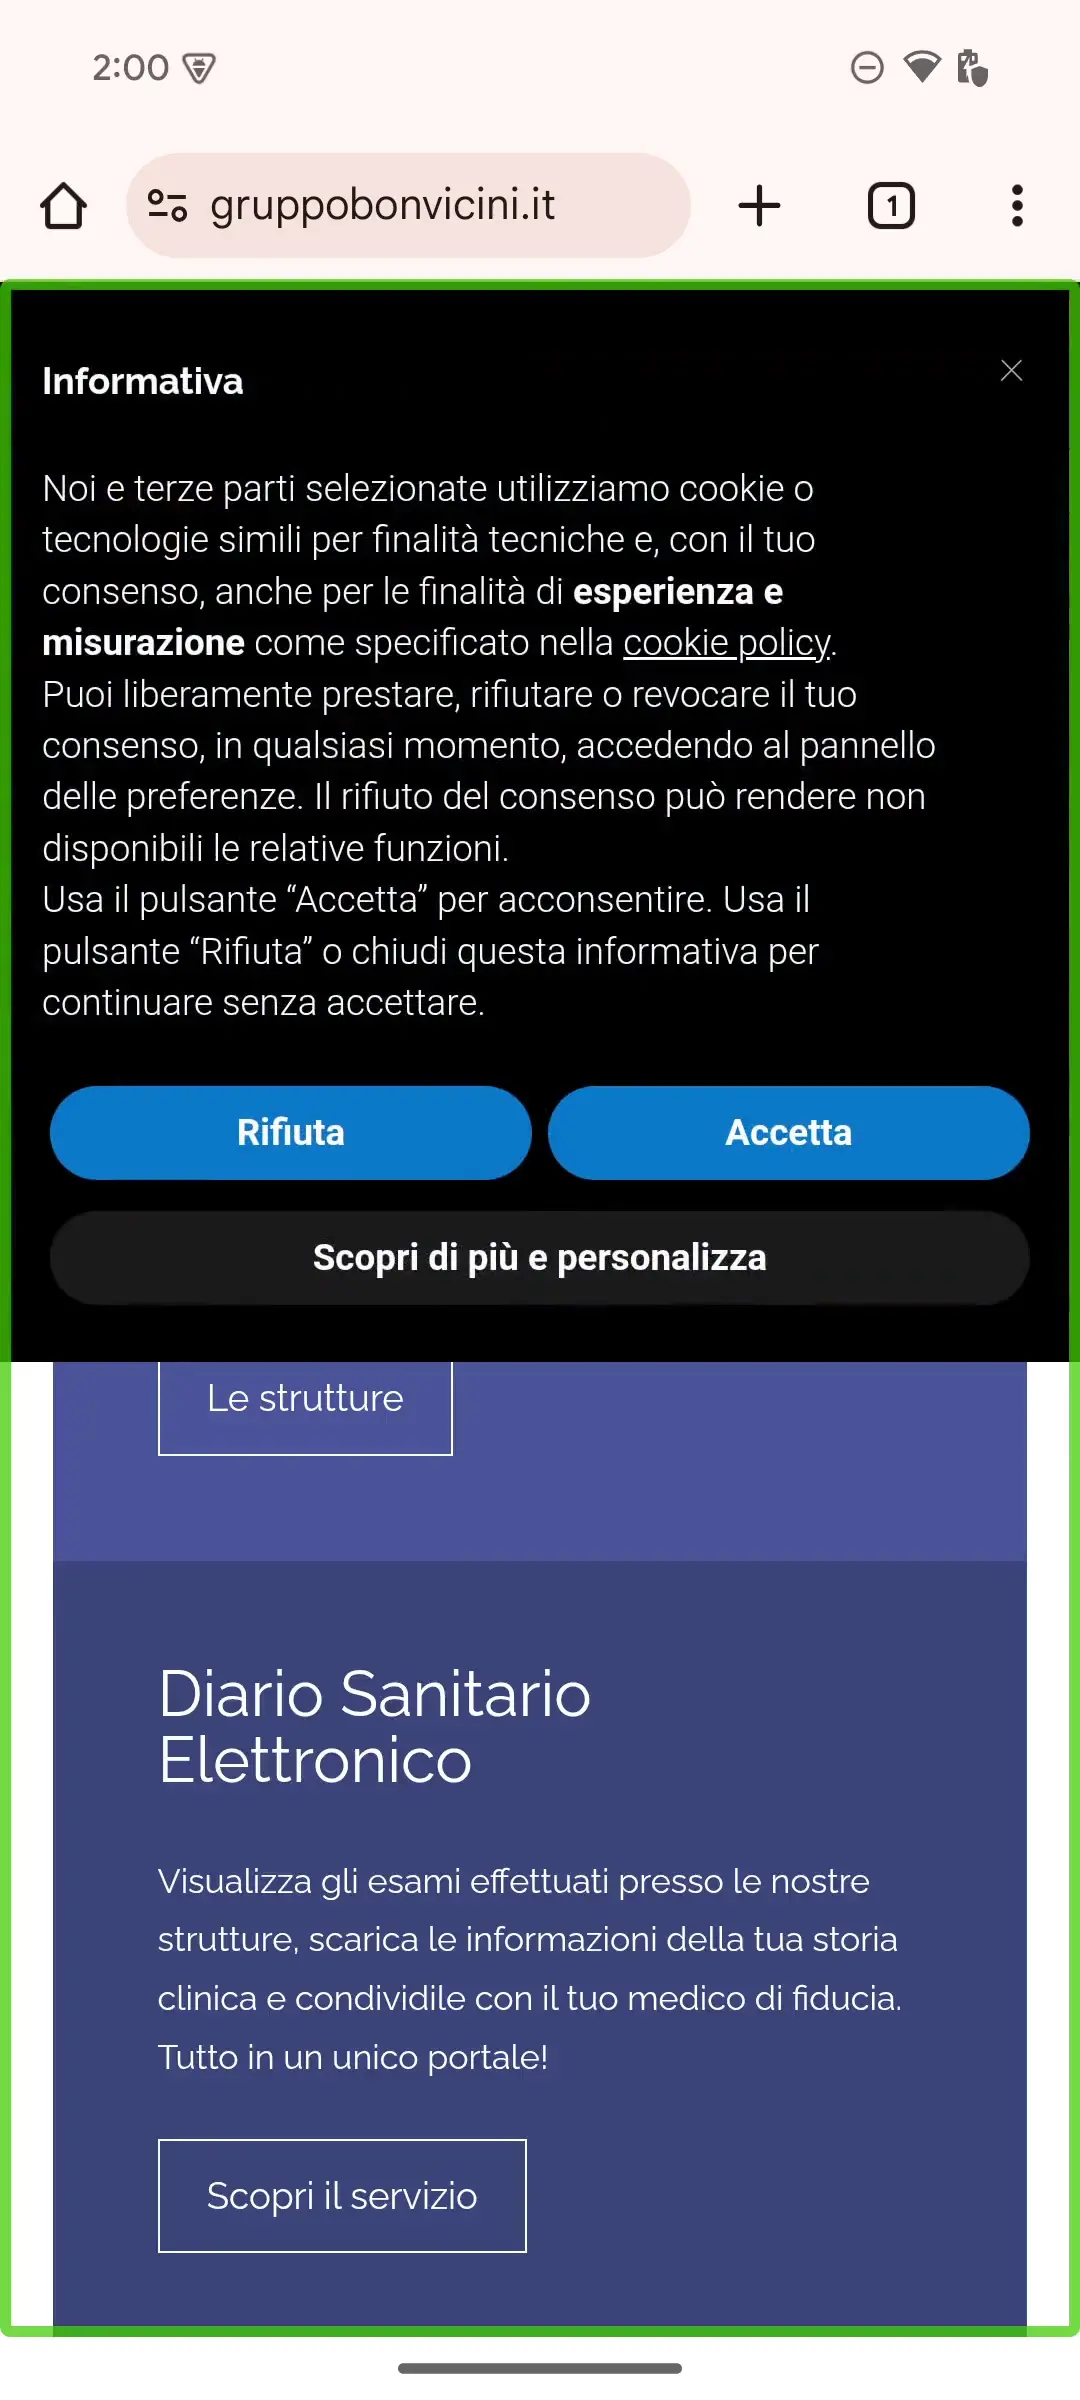 2:00
gruppobonvicini.it
1
Informativa
Noi e terze parti selezionate utilizziamo cookie o
tecnologie simili per finalità tecniche e, con il tuo
consenso, anche per le finalità di esperienza e
misurazione come specificato nella cookie policy.
Puoi liberamente prestare, rifiutare o revocare il tuo
consenso, in qualsiasi momento, accedendo al pannello
delle preferenze. Il rifiuto del consenso può rendere non
disponibili le relative funzioni.
Usa il pulsante “Accetta” per acconsentire. Usa il
pulsante “Rifiuta” o chiudi questa informativa per
continuare senza accettare.
Rifiuta
Accetta
Scopri di più e personalizza
Le strutture
Diario Sanitario
Elettronico
Visualizza gli esami effettuati presso le nostre
strutture, scarica le informazioni della tua storia
clinica e condividile con il tuo medico di fiducia.
Tutto in un unico portale!
Scopri il servizio